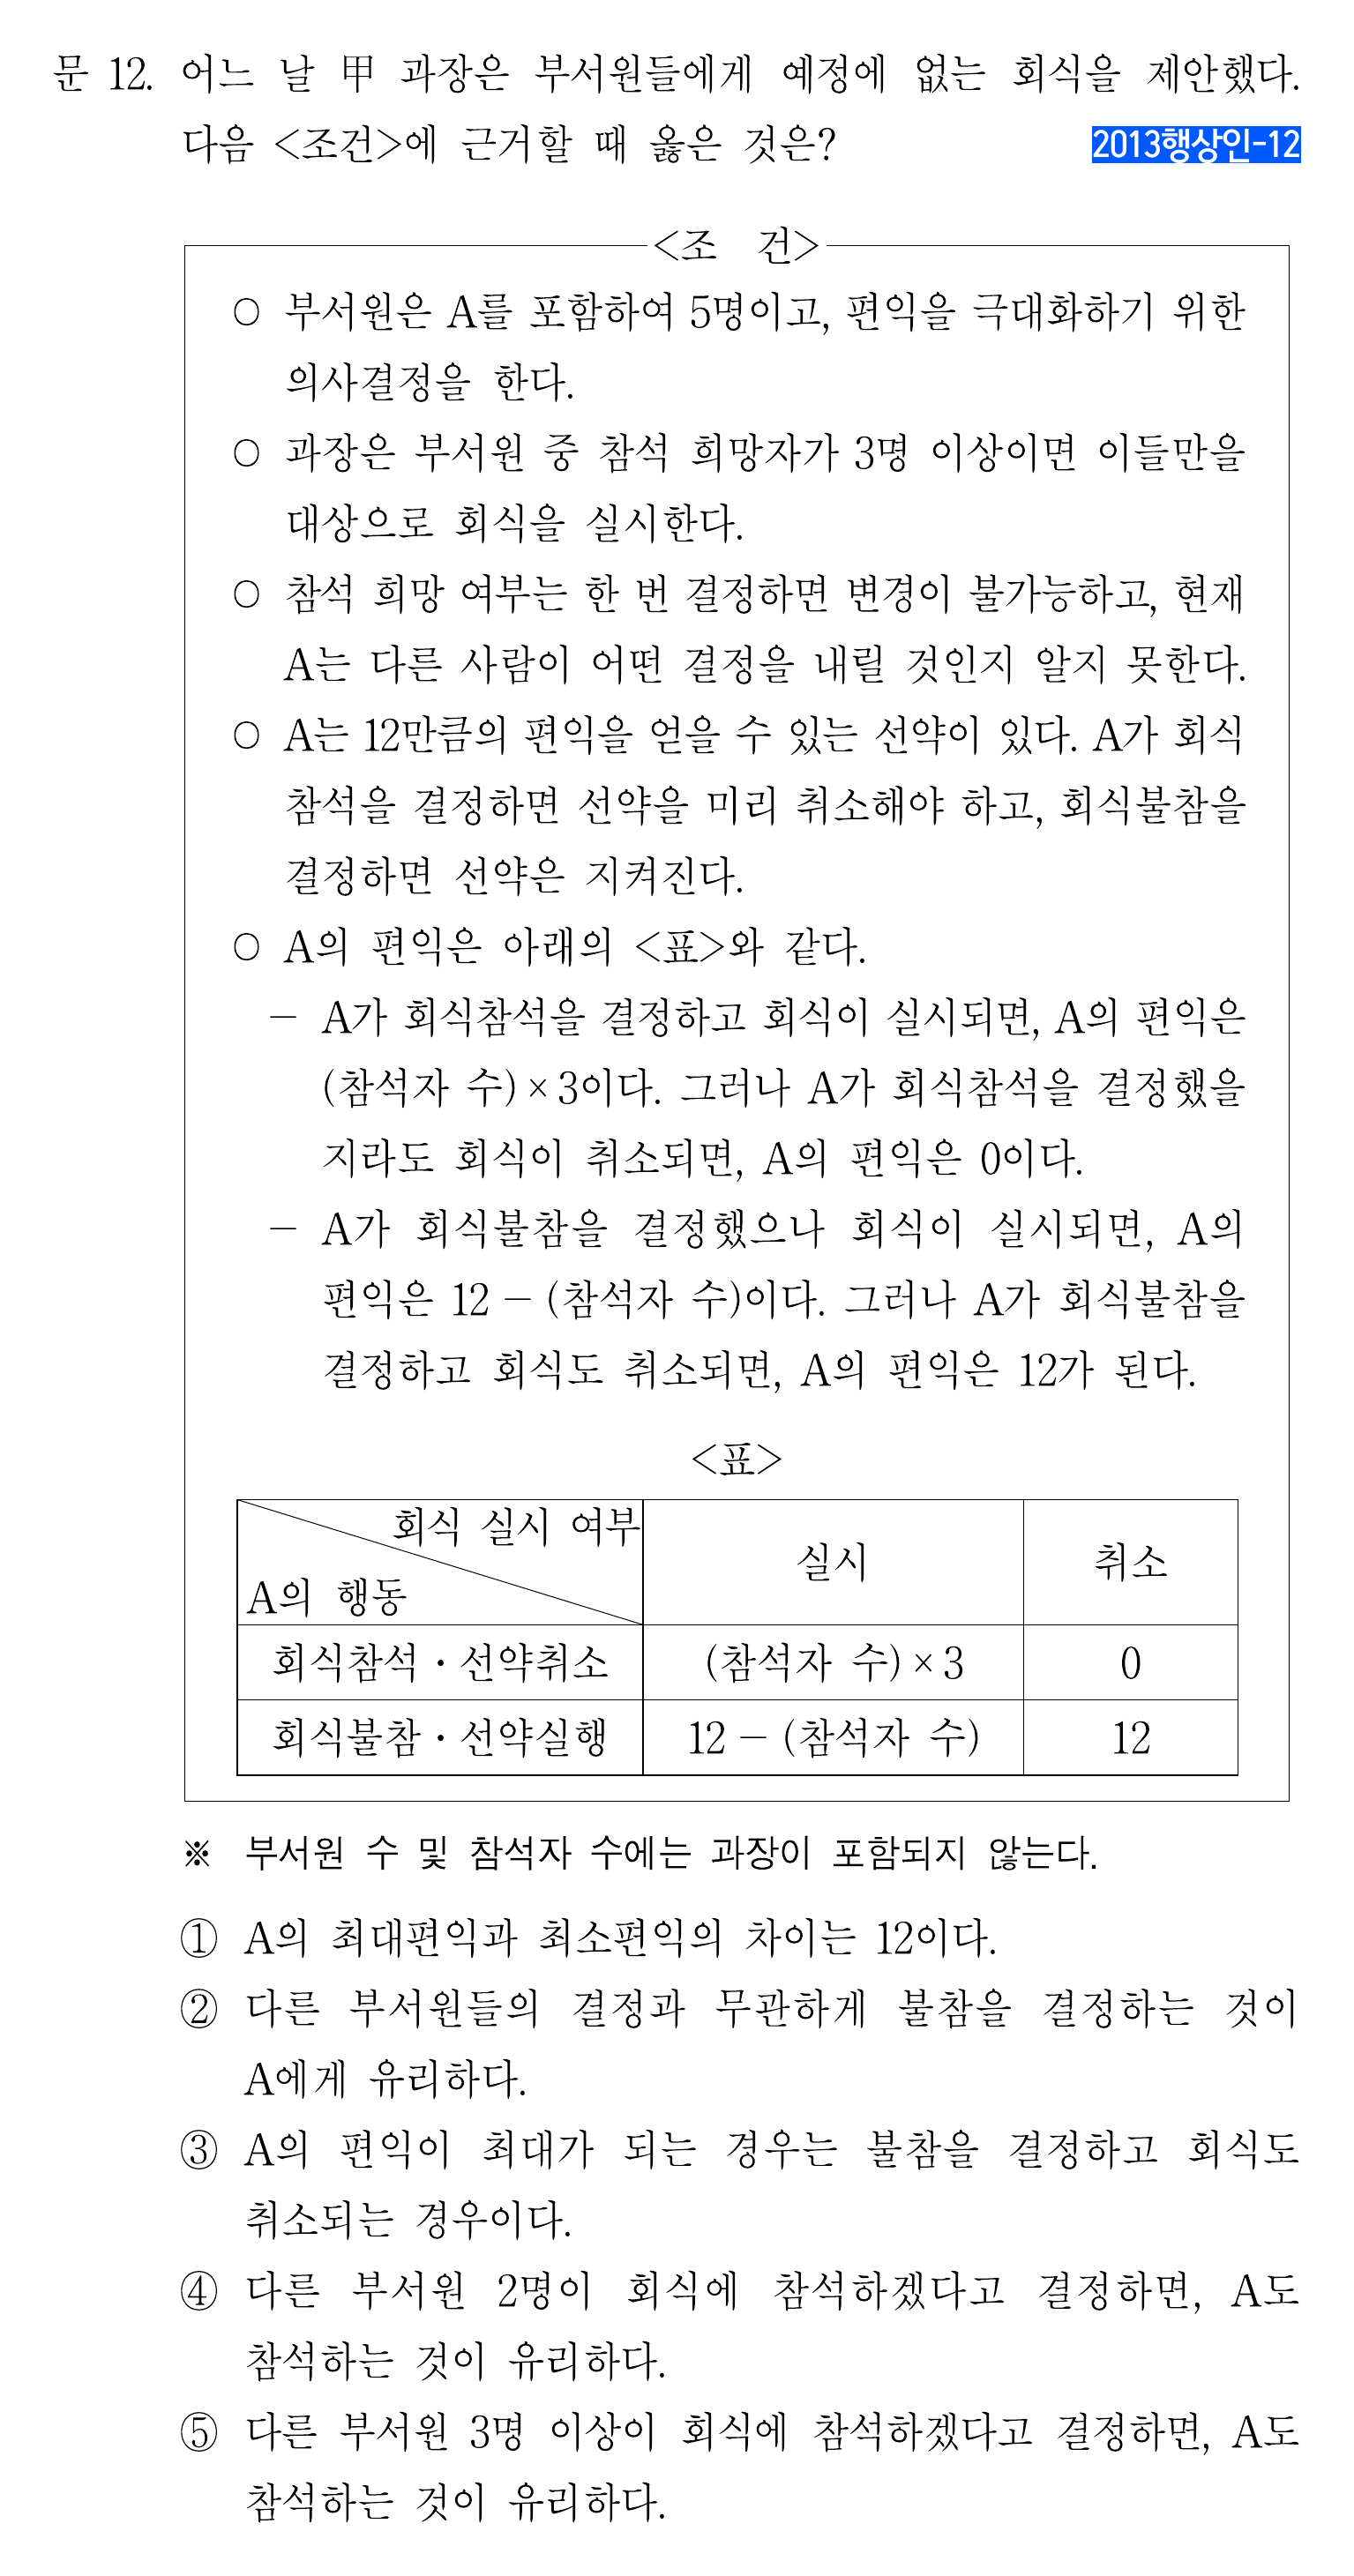 문 12. 어느 날 甲 과장은 부서원들에게 예정에 없는 회식을 제안했다.
다음 <조건>에 근거할 때 옳은 것은?
2013행상인-12
<조 건>
○ 부서원은 A를 포함하여 5명이고, 편익을 극대화하기 위한
의사결정을 한다.
○ 과장은 부서원 중 참석 희망자가 3명 이상이면 이들만을
대상으로 회식을 실시한다.
○ 참석 희망 여부는 한 번 결정하면 변경이 불가능하고, 현재
A는 다른 사람이 어떤 결정을 내릴 것인지 알지 못한다.
○ A는 12만큼의 편익을 얻을 수 있는 선약이 있다. A가 회식
참석을 결정하면 선약을 미리 취소해야 하고, 회식불참을
결정하면 선약은 지켜진다.
○ A의 편익은 아래의 <표>와 같다.
- A가 회식참석을 결정하고 회식이 실시되면, A의 편익은
(참석자 수)×3이다. 그러나 A가 회식참석을 결정했을
지라도 회식이 취소되면, A의 편익은 0이다.
- A가 회식불참을 결정했으나 회식이 실시되면, A의
편익은 12 - (참석자 수)이다. 그러나 A가 회식불참을
결정하고 회식도 취소되면, A의 편익은 12가 된다.
<표>
회식 실시 여부
A의 행동
실시
취소
회식참석·선약취소
(참석자 수)×3
0
회식불참·선약실행
12 - (참석자 수)
12
※ 부서원 수 및 참석자 수에는 과장이 포함되지 않는다.
① A의 최대편익과 최소편익의 차이는 12이다.
② 다른 부서원들의 결정과 무관하게 불참을 결정하는 것이
A에게 유리하다.
③ A의 편익이 최대가 되는 경우는 불참을 결정하고 회식도
취소되는 경우이다.
④ 다른 부서원 2명이 회식에 참석하겠다고 결정하면, A도
참석하는 것이 유리하다.
⑤ 다른 부서원 3명 이상이 회식에 참석하겠다고 결정하면, A도
참석하는 것이 유리하다.